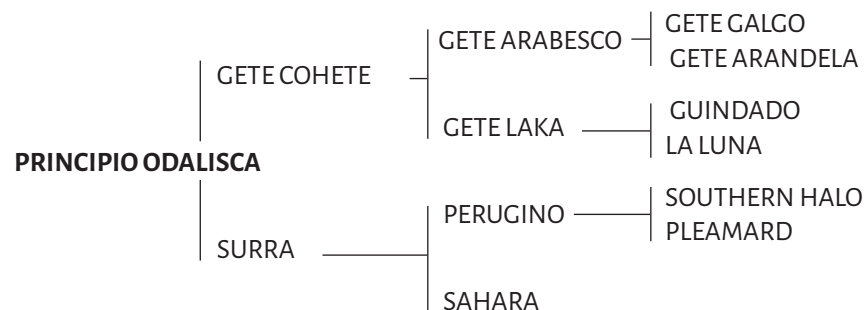 GETE GALGO
GETE ARABESCO
GETE ARANDELA
GETE COHETE
GUINDADO
GETE LAKA
LA LUNA
PRINCIPIO ODALISCA
SOUTHERN HALO
PERUGINO
PLEAMARD
SURRA
SAHARA